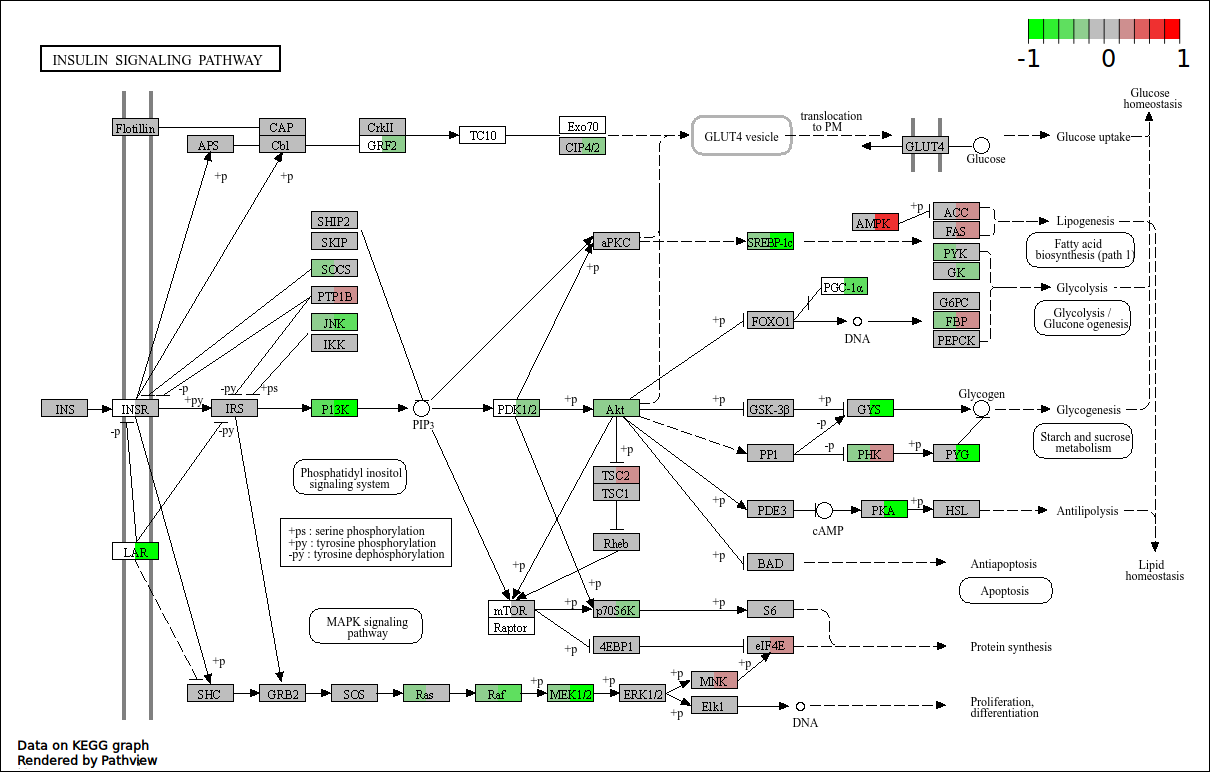 INSULIN SIGNALING PATHWAY
-1 0 1
Glucose
homeostasis
Flotillin
CAP
CrkII
Exo70
APS
Cbl
GRF2
TC10
CIP4/2
GLUT4 vesicle
translocation
to PM
GLUT4
Glucose
Glucose uptake
+p
+p
SHIP2
SKIP
SOCS
PTP1B
JNK
IKK
aPKC
+p
SREBP-1c
AMPK
+p
ACC
FAS
PYK
GK
Lipogenesis
Fatty acid
biosynthesis (path 1)
PGC-1α
G6PC
FBP
PEPCK
Glycolysis
Glycolysis /
Glucone ogenesis
+p
FOXO1
DNA
-p
+py
-py
+ps
INS
INSR
IRS
P13K
PIP3
PDK1/2
+p
Akt
+p
GSK-3β
+p
GYS
Glycogen
Glycogenesis
-p
-py
-p
PP1
-p
PHK
+p
PYG
Starch and sucrose
metabolism
Phosphatidyl inositol
signaling system
+p
TSC2
TSC1
+p
PDE3
cAMP
PKA
+p
HSL
Antilipolysis
+ps : serine phosphorylation
+py : tyrosine phosphorylation
-py : tyrosine dephosphorylation
LAR
Rheb
+p
+p
BAD
Antiapoptosis
Lipid
homeostasis
Apoptosis
+p
MAPK signaling
pathway
mTOR
Raptor
+p
p70S6K
+p
S6
+p
4EBP1
eIF4E
Protein synthesis
+p
SHC
GRB2
SOS
Ras
Raf
+p
MEK1/2
+p
ERK1/2
+p
MNK
+p
+p
Elk1
DNA
Proliferation,
differentiation
Data on KEGG graph
Rendered by Pathview